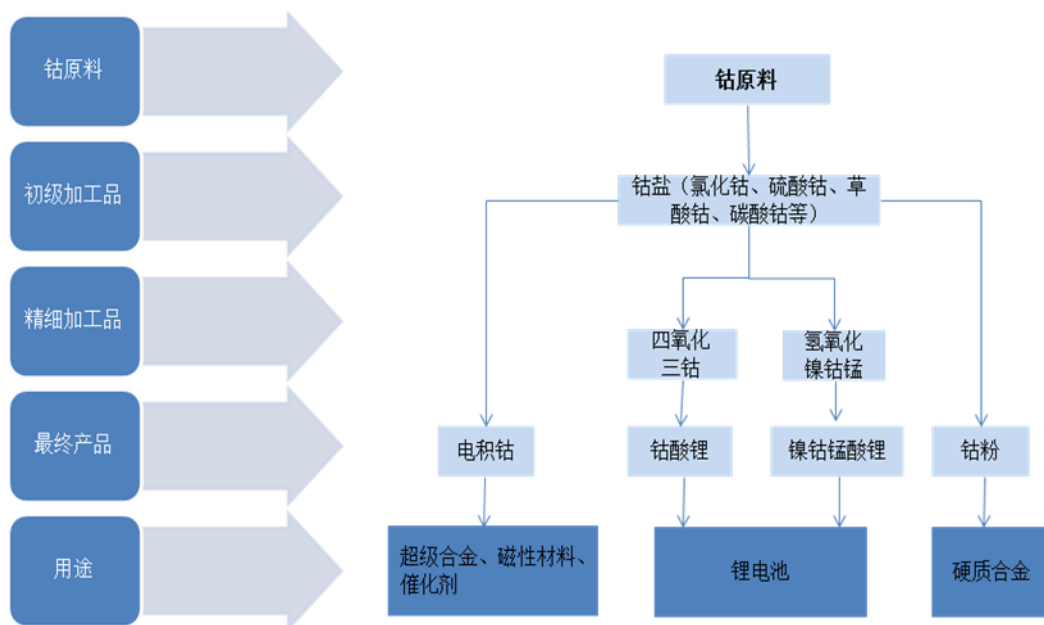 钴原料
钴原料
初级加工品
钴盐（氯化钴、硫酸钴、草
酸钴、碳酸钴等）
精细加工品
四氧化
三钴
氢氧化
镍钴锰
最终产品
电积钴
钴酸锂
镍钴锰酸锂
钴粉
用途
超级合金、磁性材料、
催化剂
锂电池
硬质合金